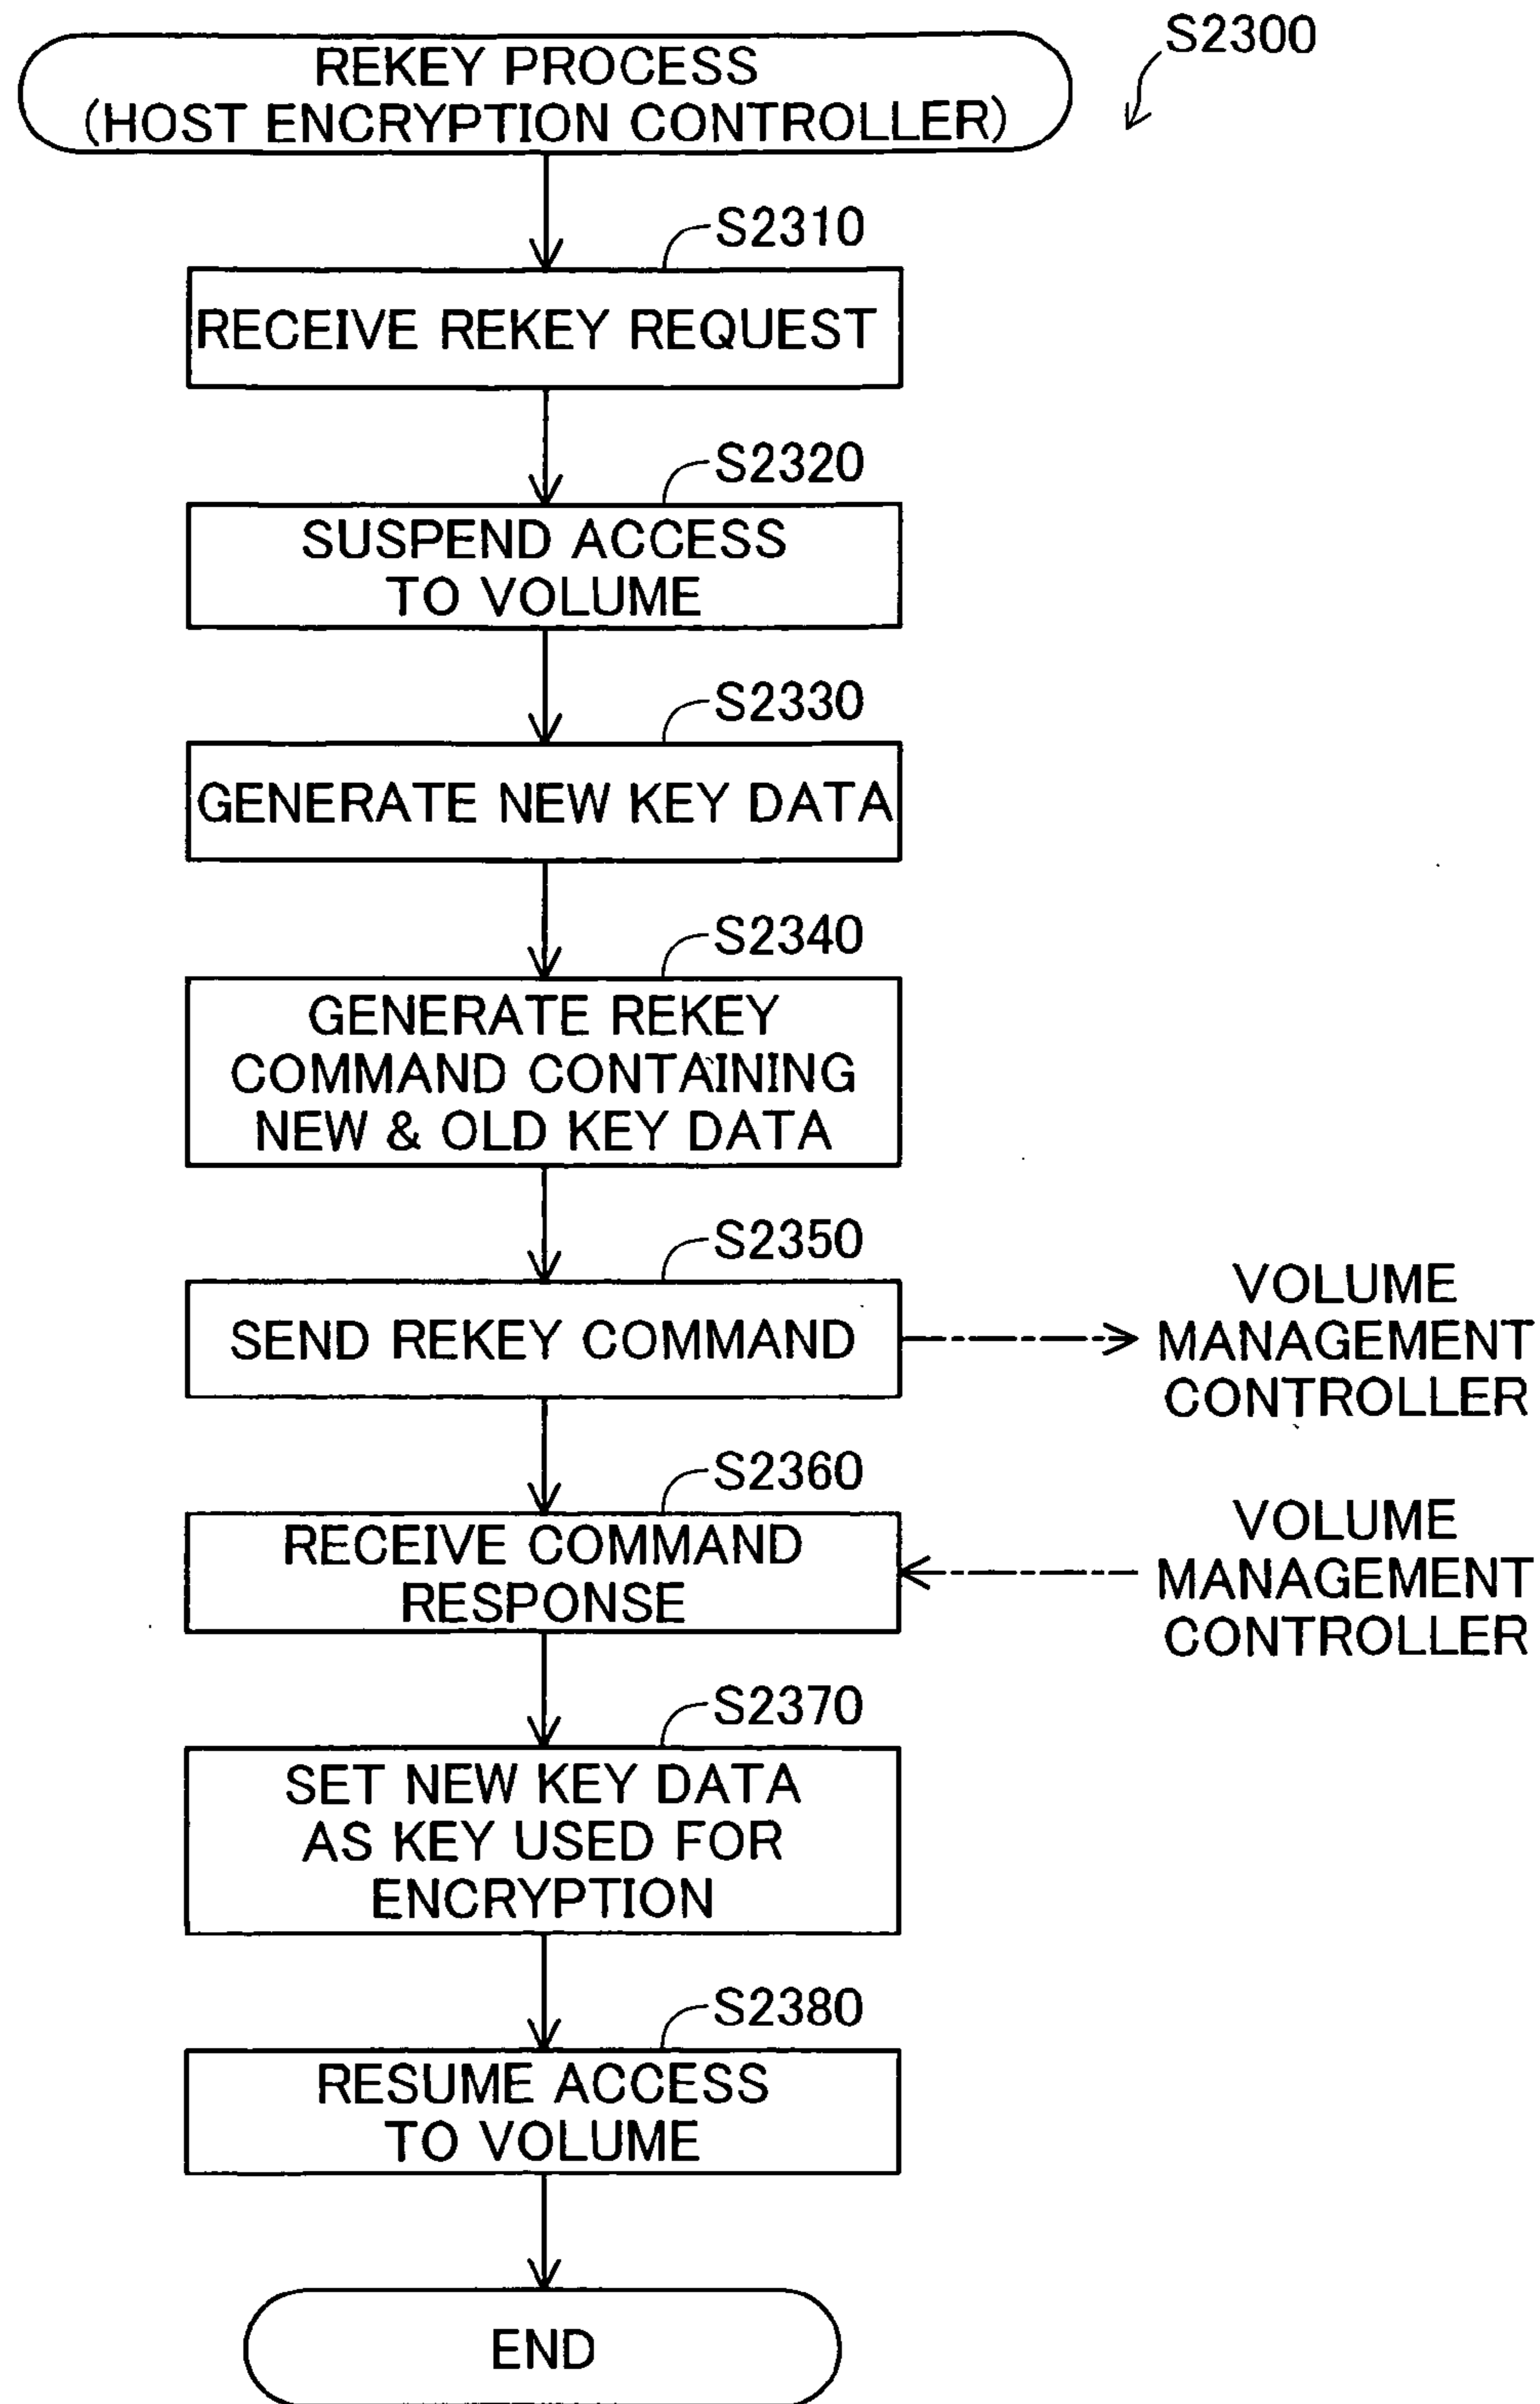 S2300
REKEY PROCESS
(HOST ENCRYPTION CONTROLLER)
S2310
RECEIVE REKEY REQUEST
S2320
SUSPEND ACCESS
TO VOLUME
S2330
GENERATE NEW KEY DATA
S2340
GENERATE REKEY
COMMAND CONTAINING
NEW & OLD KEY DATA
S2350
SEND REKEY COMMAND
VOLUME
MANAGEMENT
CONTROLLER
S2360
RECEIVE COMMAND
RESPONSE
VOLUME
MANAGEMENT
CONTROLLER
S2370
SET NEW KEY DATA
AS KEY USED FOR
ENCRYPTION
S2380
RESUME ACCESS
TO VOLUME
END